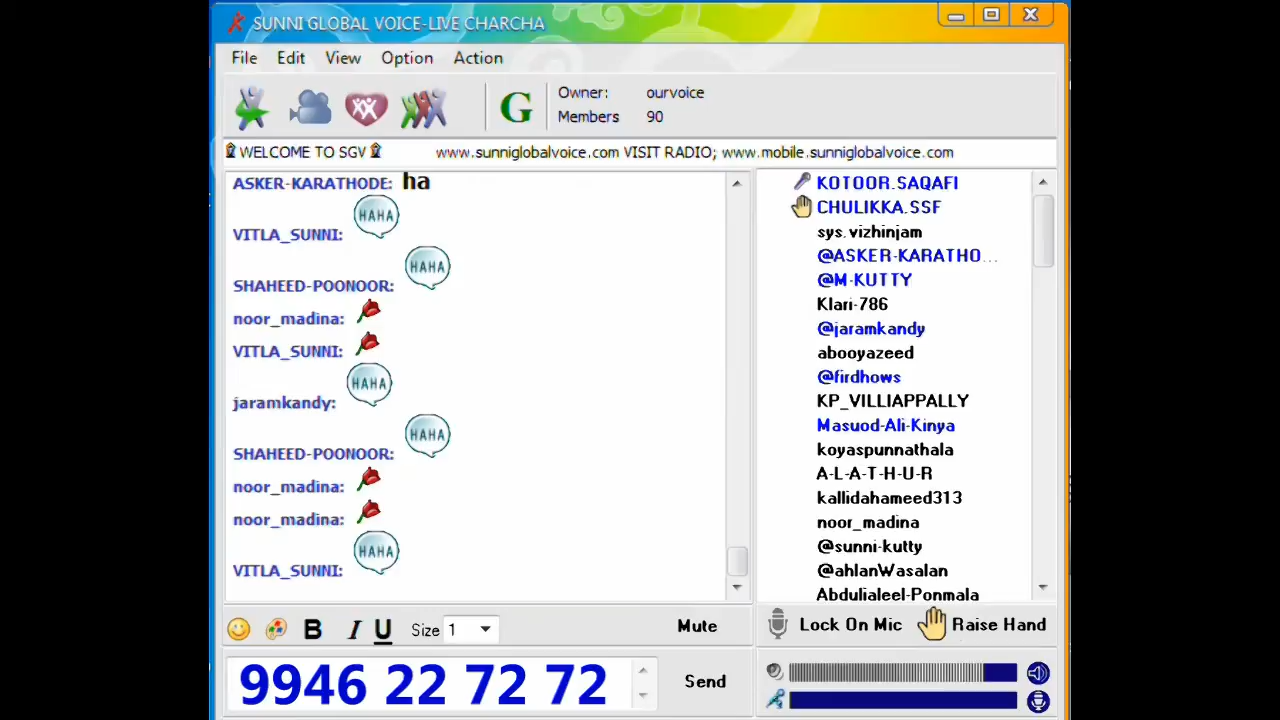 SUNNI GLOBAL VOICE-LIVE CHARCHA
File Edit View Option Action
G
Owner: ourvoice
Members 90
WELCOME TO SGV www.sunniglobalvoice.com VISIT RADIO; www.mobile.sunniglobalvoice.com
ASKER-KARATHODE: ha
VITLA_SUNNI: HAHA
SHAHEED-POONOOR: HAHA
noor_madina:
VITLA_SUNNI:
jaramkandy: HAHA
SHAHEED-POONOOR: HAHA
noor_madina:
noor_madina:
VITLA_SUNNI: HAHA
KOTOOR.SAQAFI
CHULIKKA.SSF
sys.vizhinjam
@ASKER-KARATHO...
@M-KUTTY
Klari-786
@jaramkandy
abooyazeed
@firdhows
KP_VILLIAPPALLY
Masuod-Ali-Kinya
koyaspunnathala
A-L-A-T-H-U-R
kallidahameed313
noor_madina
@sunni-kutty
@ahlanWasalan
Abdulialeel-Ponmala
B I U Size 1 Mute
Lock On Mic Raise Hand
9946 22 72 72 Send